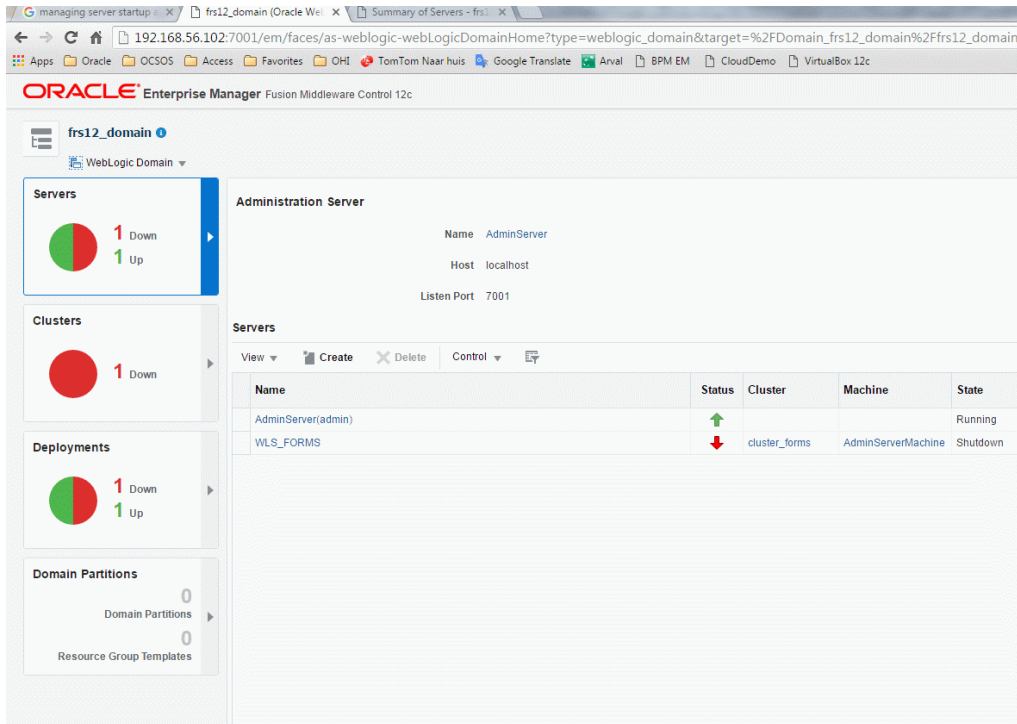 managing server startup
frs12_domain (Oracle We
Summary of Servers - frs1
192.168.56.102:7001/em/faces/as-weblogic-webLogicDomainHome?type=weblogic_domain&target=%2FDomain_frs12_domain%2Ffrs12_domain
Apps Oracle OCSOS Access Favorites OHI TomTom Naar huis Google Translate Arval BPM EM CloudDemo VirtualBox 12c
ORACLE Enterprise Manager Fusion Middleware Control 12c
frs12_domain
WebLogic Domain
Servers
1 Down
1 Up
Clusters
1 Down
Deployments
1 Down
1 Up
Domain Partitions
0
Domain Partitions
0
Resource Group Templates
Administration Server
Name AdminServer
Host localhost
Listen Port 7001
Servers
View Create Delete Control
Name Status Cluster Machine State
AdminServer(admin) Running
WLS_FORMS cluster_forms AdminServerMachine Shutdown